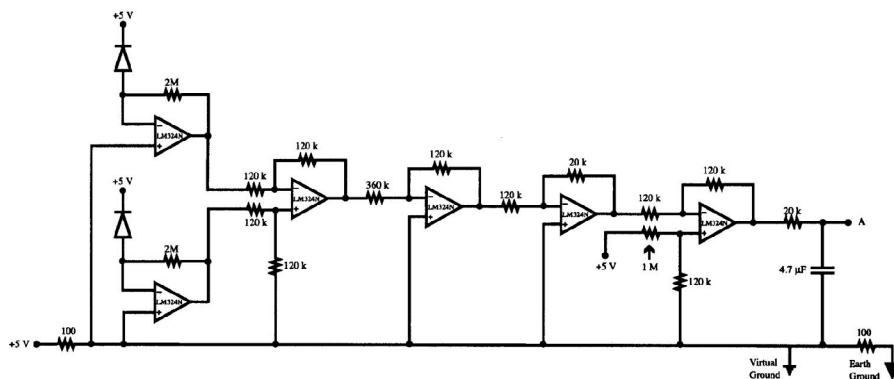 +5 V
2M
LM324N
120 k
120 k
120 k
20 k
120 k
120 k
360 k
120 k
120 k
20 k
A
LM324N
LM324N
LM324N
LM324N
120 k
+5 V
2M
+5 V
1 M
4.7 µF
120 k
120 k
LM324N
100
+5 V
100
Virtual
Ground
Earth
Ground